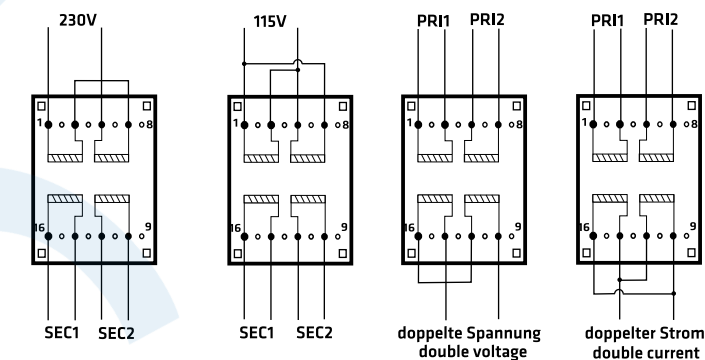 230V
115V
PRI1 PRI2
PRI1 PRI2
1 8
1 8
1 8
1 8
16 9
16 9
16 9
16 9
SEC1 SEC2
SEC1 SEC2
doppelte Spannung
double voltage
doppelter Strom
double current